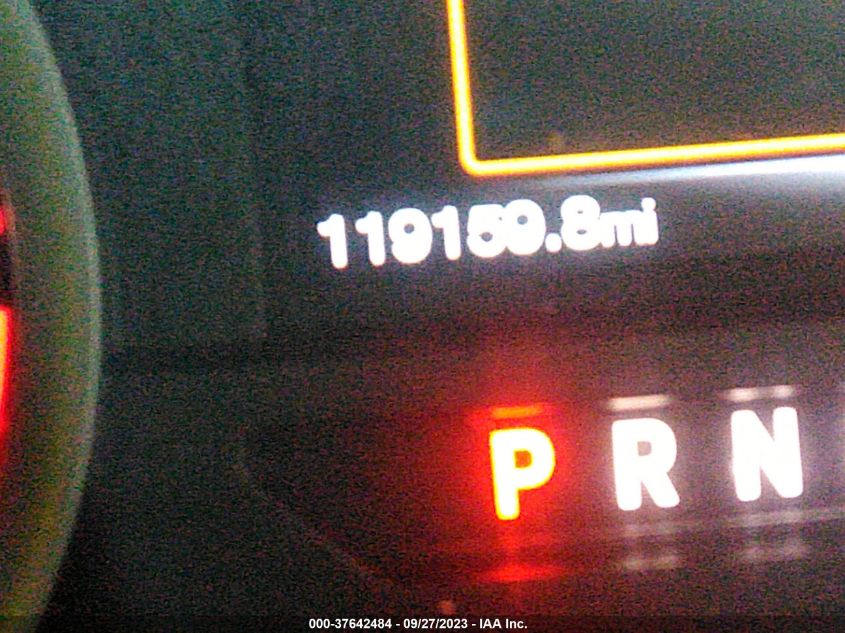 119159.8mi
P R N
000-37642484 - 09/27/2023 - IAA Inc.